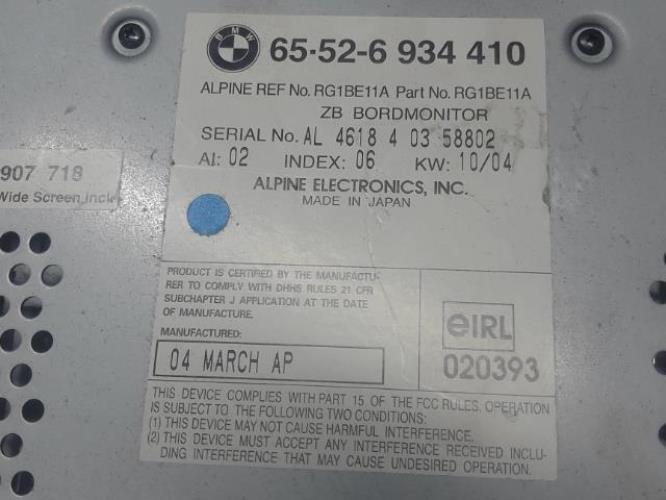 BMW
65-52-6 934 410
ALPINE REF No. RG1BE11A Part No. RG1BE11A
ZB BORDMONITOR
SERIAL No. AL 4618 4 03 58802
AI: 02 INDEX: 06 KW: 10/04
ALPINE ELECTRONICS, INC.
MADE IN JAPAN
907 718
Wide Screen incl
PRODUCT IS CERTIFIED BY THE MANUFACTU-
RER TO COMPLY WITH DHHS RULES 21 CFR
SUBCHAPTER J APPLICATION AT THE DATE
OF MANUFACTURE.
MANUFACTURED:
04 MARCH AP
eIRL
020393
THIS DEVICE COMPLIES WITH PART 15 OF THE FCC RULES. OPERATION
IS SUBJECT TO THE FOLLOWING TWO CONDITIONS:
(1) THIS DEVICE MAY NOT CAUSE HARMFUL INTERFERENCE.
(2) THIS DEVICE MUST ACCEPT ANY INTERFERENCE RECEIVED INCLU-
DING INTERFERENCE THAT MAY CAUSE UNDESIRED OPERATION.